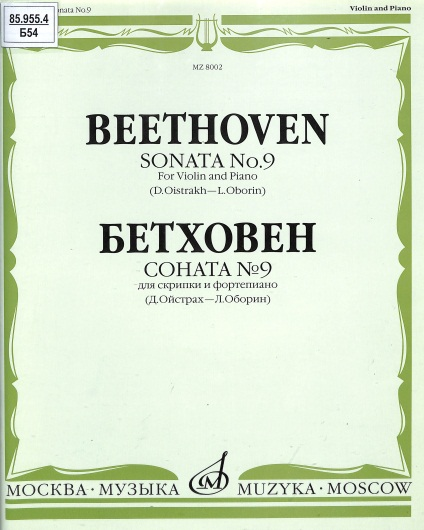 85.955.4
Б54
onata No.9
Violin and Piano
MZ 8002
BEETHOVEN
SONATA No.9
For Violin and Piano
(D.Oistrakh—L.Oborin)
БЕТХОВЕН
СОНАТА №9
для скрипки и фортепиано
(Д.Ойстрах—Л.Оборин)
МОСКВА · МУЗЫКА
М
MUZYKA · MOSCOW